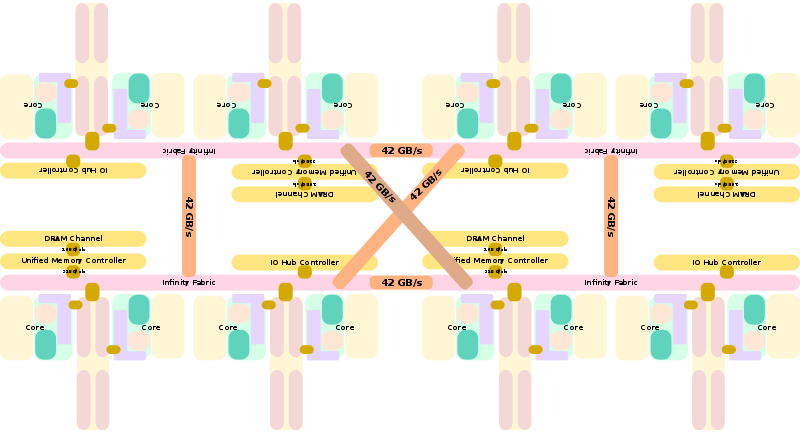 Core Core Core Core Core Core Core Core
Infinity Fabric 42 GB/s Infinity Fabric
IO Hub Controller Unified Memory Controller IO Hub Controller Unified Memory Controller
DRAM Channel DRAM Channel
42 GB/s 42 GB/s 42 GB/s 42 GB/s
DRAM Channel DRAM Channel
Unified Memory Controller IO Hub Controller ified Memory Controller IO Hub Controller
Infinity Fabric 42 GB/s Infinity Fabric
Core Core Core Core Core Core Core Core